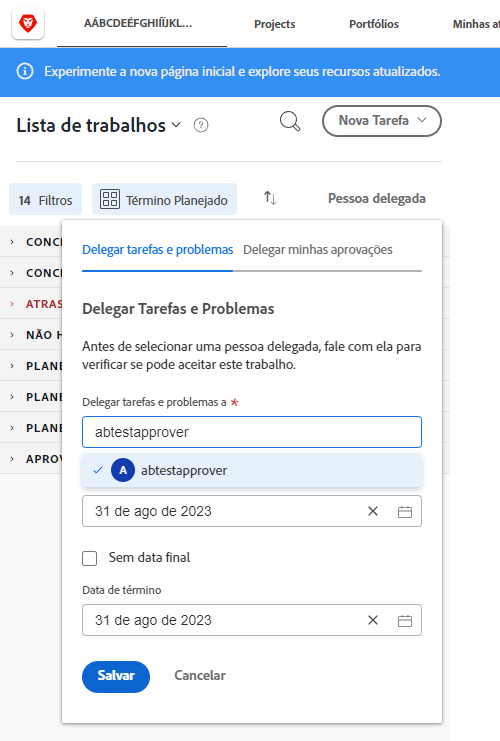 AÁBCDEÉFGHIÍÏJKL...
Projects
Portfólios
Minhas at
Experimente a nova página inicial e explore seus recursos atualizados.
Lista de trabalhos
Nova Tarefa
14 Filtros
Término Planejado
Pessoa delegada
CONCI
CONCI
ATRAS
NÃO H
PLANE
PLANE
PLANE
APROV
Delegar tarefas e problemas
Delegar minhas aprovações
Delegar Tarefas e Problemas
Antes de selecionar uma pessoa delegada, fale com ela para
verificar se pode aceitar este trabalho.
Delegar tarefas e problemas a *
abtestapprover
A abtestapprover
31 de ago de 2023
Sem data final
Data de término
31 de ago de 2023
Salvar
Cancelar